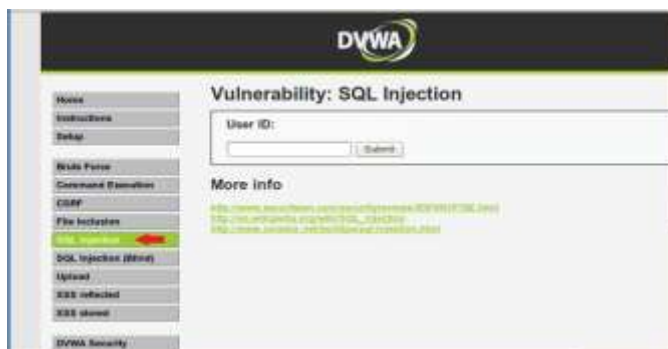 DVWA
Home
Instructions
Setup
Brute Force
Command Execution
CSRF
File Inclusion
SQL Injection
SQL Injection (Blind)
Upload
XSS reflected
XSS stored
DVWA Security
Vulnerability: SQL Injection
User ID:
Submit
More info